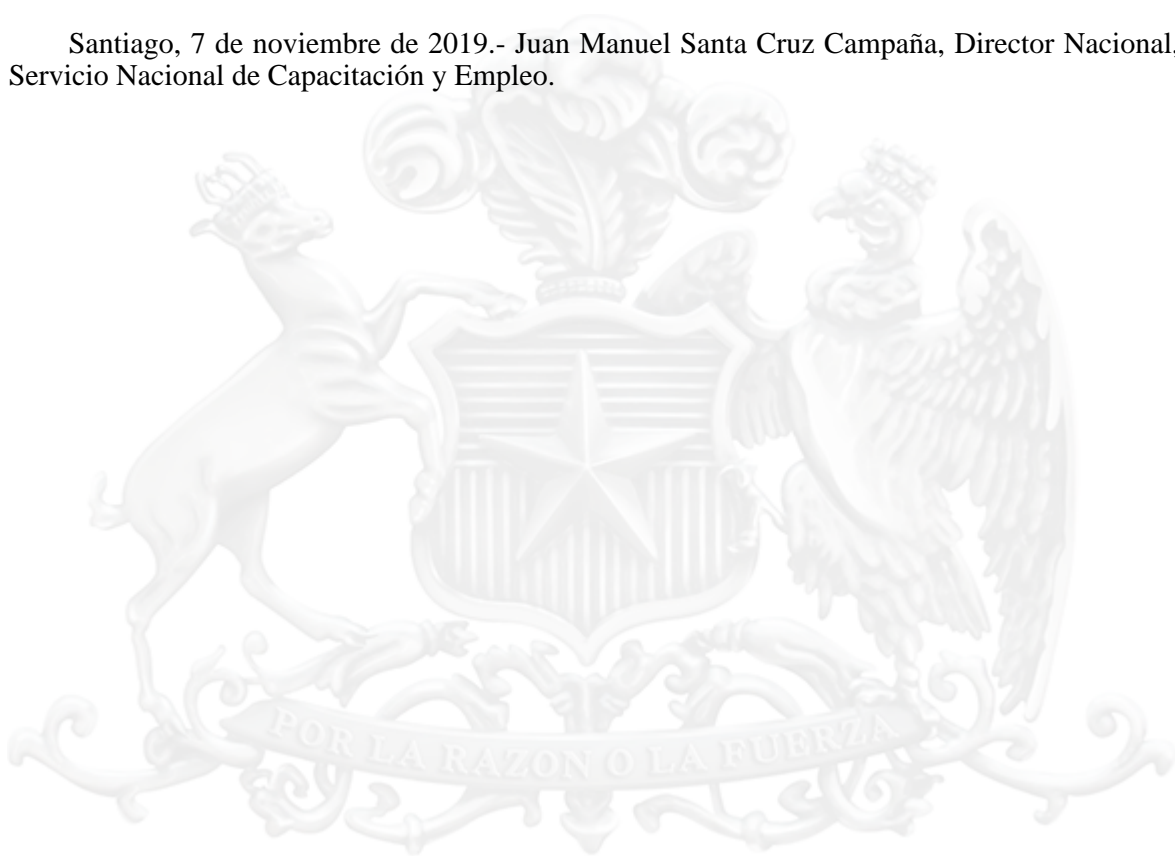 Santiago, 7 de noviembre de 2019.- Juan Manuel Santa Cruz Campaña, Director Nacional,
Servicio Nacional de Capacitación y Empleo.
POR LA RAZON O LA FUERZA